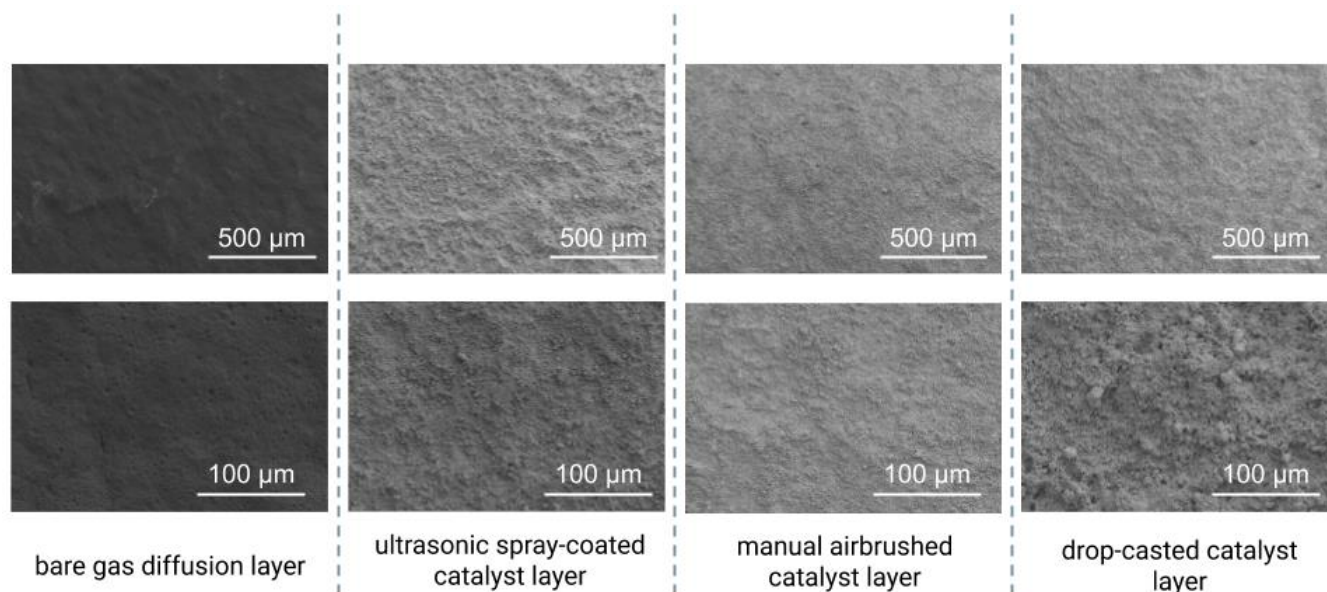 500 µm
500 µm
500 µm
500 µm
100 µm
100 µm
100 µm
100 µm
bare gas diffusion layer
ultrasonic spray-coated
catalyst layer
manual airbrushed
catalyst layer
drop-casted catalyst
layer